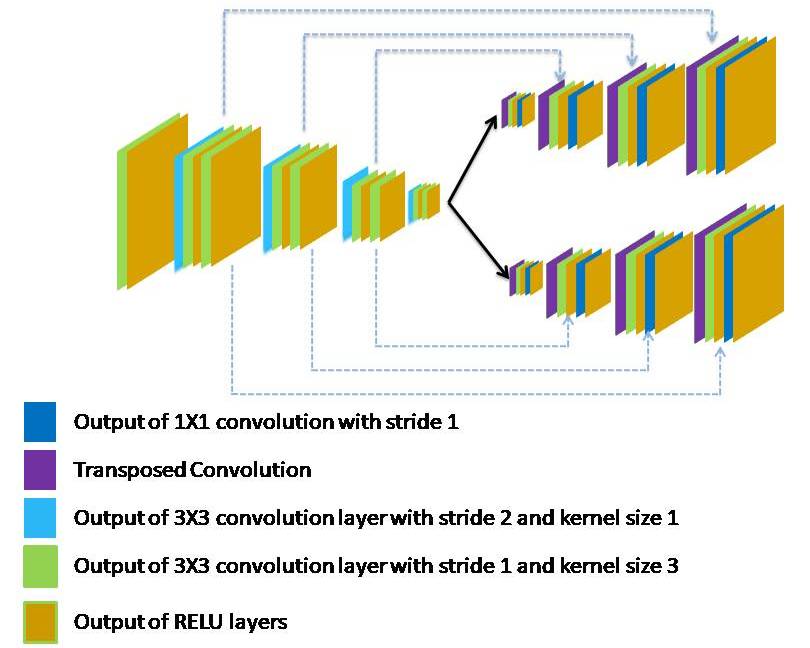 Output of 1X1 convolution with stride 1
Transposed Convolution
Output of 3X3 convolution layer with stride 2 and kernel size 1
Output of 3X3 convolution layer with stride 1 and kernel size 3
Output of RELU layers